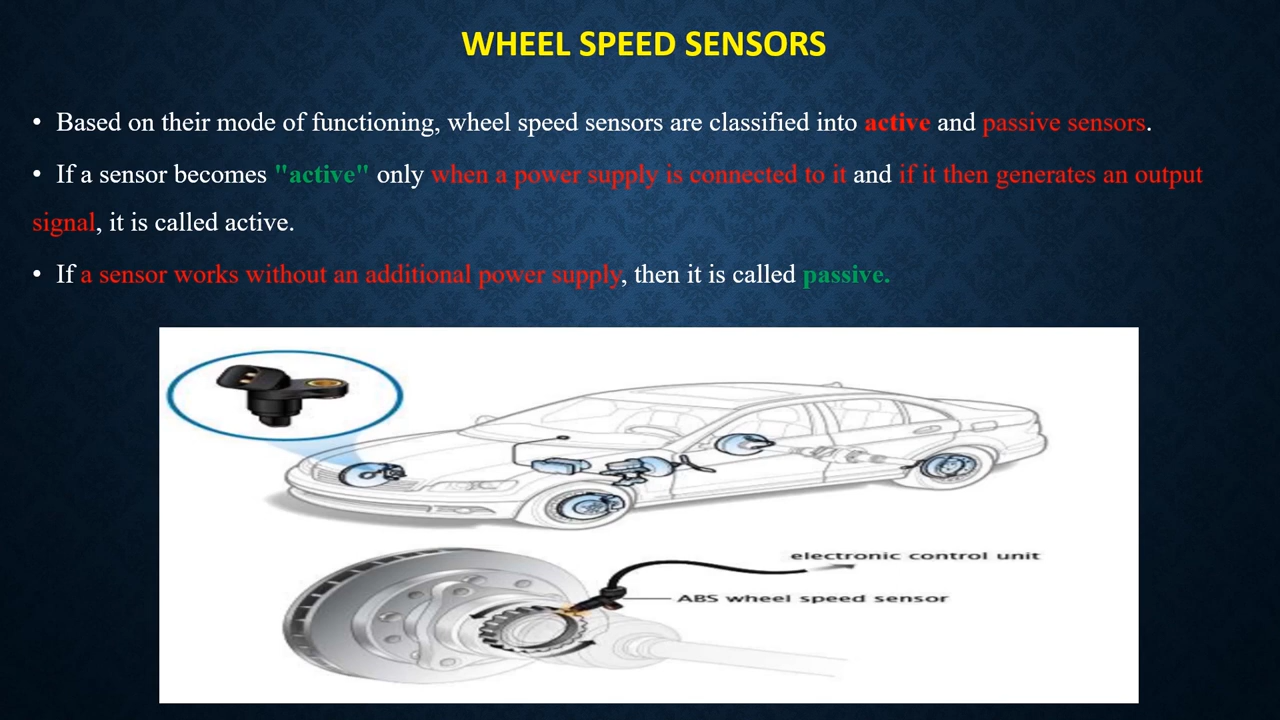 WHEEL SPEED SENSORS
• Based on their mode of functioning, wheel speed sensors are classified into active and passive sensors.
• If a sensor becomes "active" only when a power supply is connected to it and if it then generates an output
signal, it is called active.
• If a sensor works without an additional power supply, then it is called passive.
electronic control unit
ABS wheel speed sensor